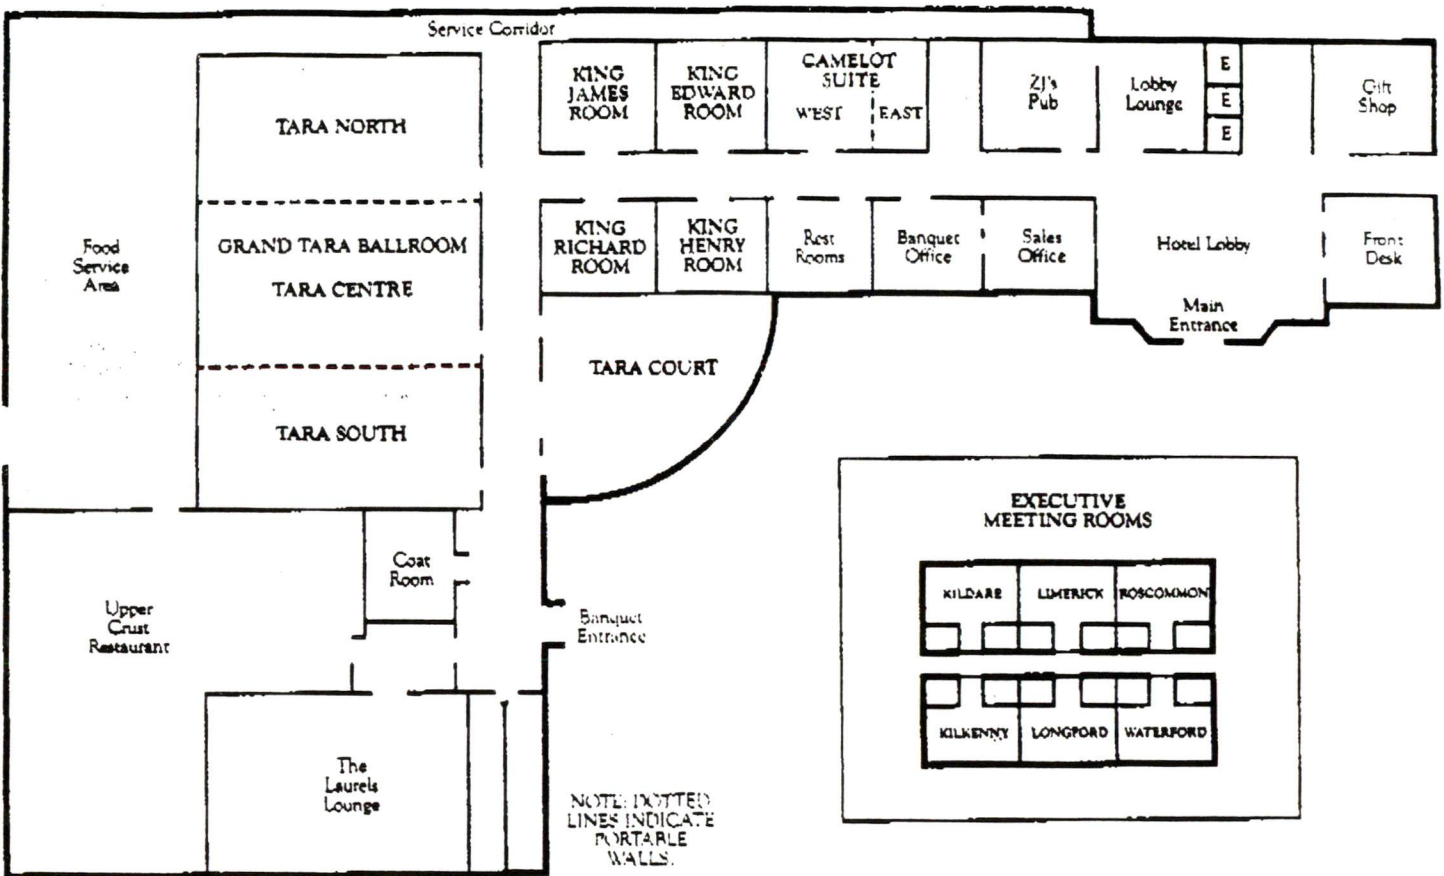 Service Corridor
KING
JAMES
ROOM
KING
EDWARD
ROOM
CAMELOT
SUITE
WEST
EAST
ZJ's
Pub
Lobby
Lounge
E
E
E
Gift
Shop
TARA NORTH
Food
Service
Area
GRAND TARA BALLROOM
TARA CENTRE
KING
RICHARD
ROOM
KING
HENRY
ROOM
Rest
Rooms
Banquet
Office
Sales
Office
Hotel Lobby
Front
Desk
Main
Entrance
TARA COURT
TARA SOUTH
EXECUTIVE
MEETING ROOMS
KILDARE
LIMERICK
ROSCOMMON
KILKENNY
LONGFORD
WATERFORD
Coat
Room
Upper
Crust
Restaurant
Banquet
Entrance
The
Laurels
Lounge
NOTE: DOTTED
LINES INDICATE
PORTABLE
WALLS.